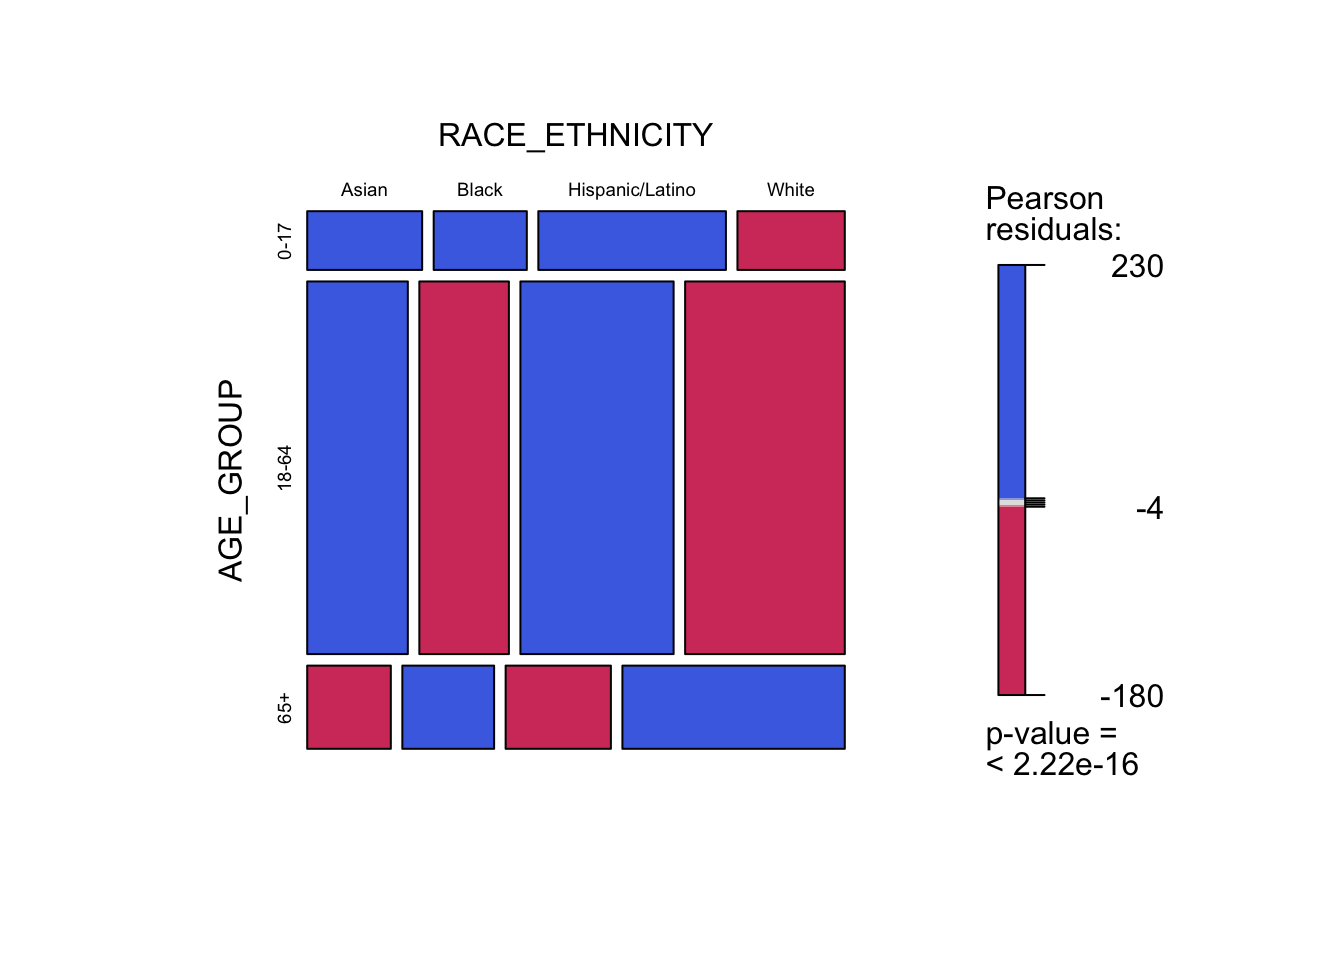 RACE_ETHNICITY
Asian
Black
Hispanic/Latino
White
AGE_GROUP
0-17
18-64
65+
Pearson
residuals:
230
-4
-180
p-value =
< 2.22e-16